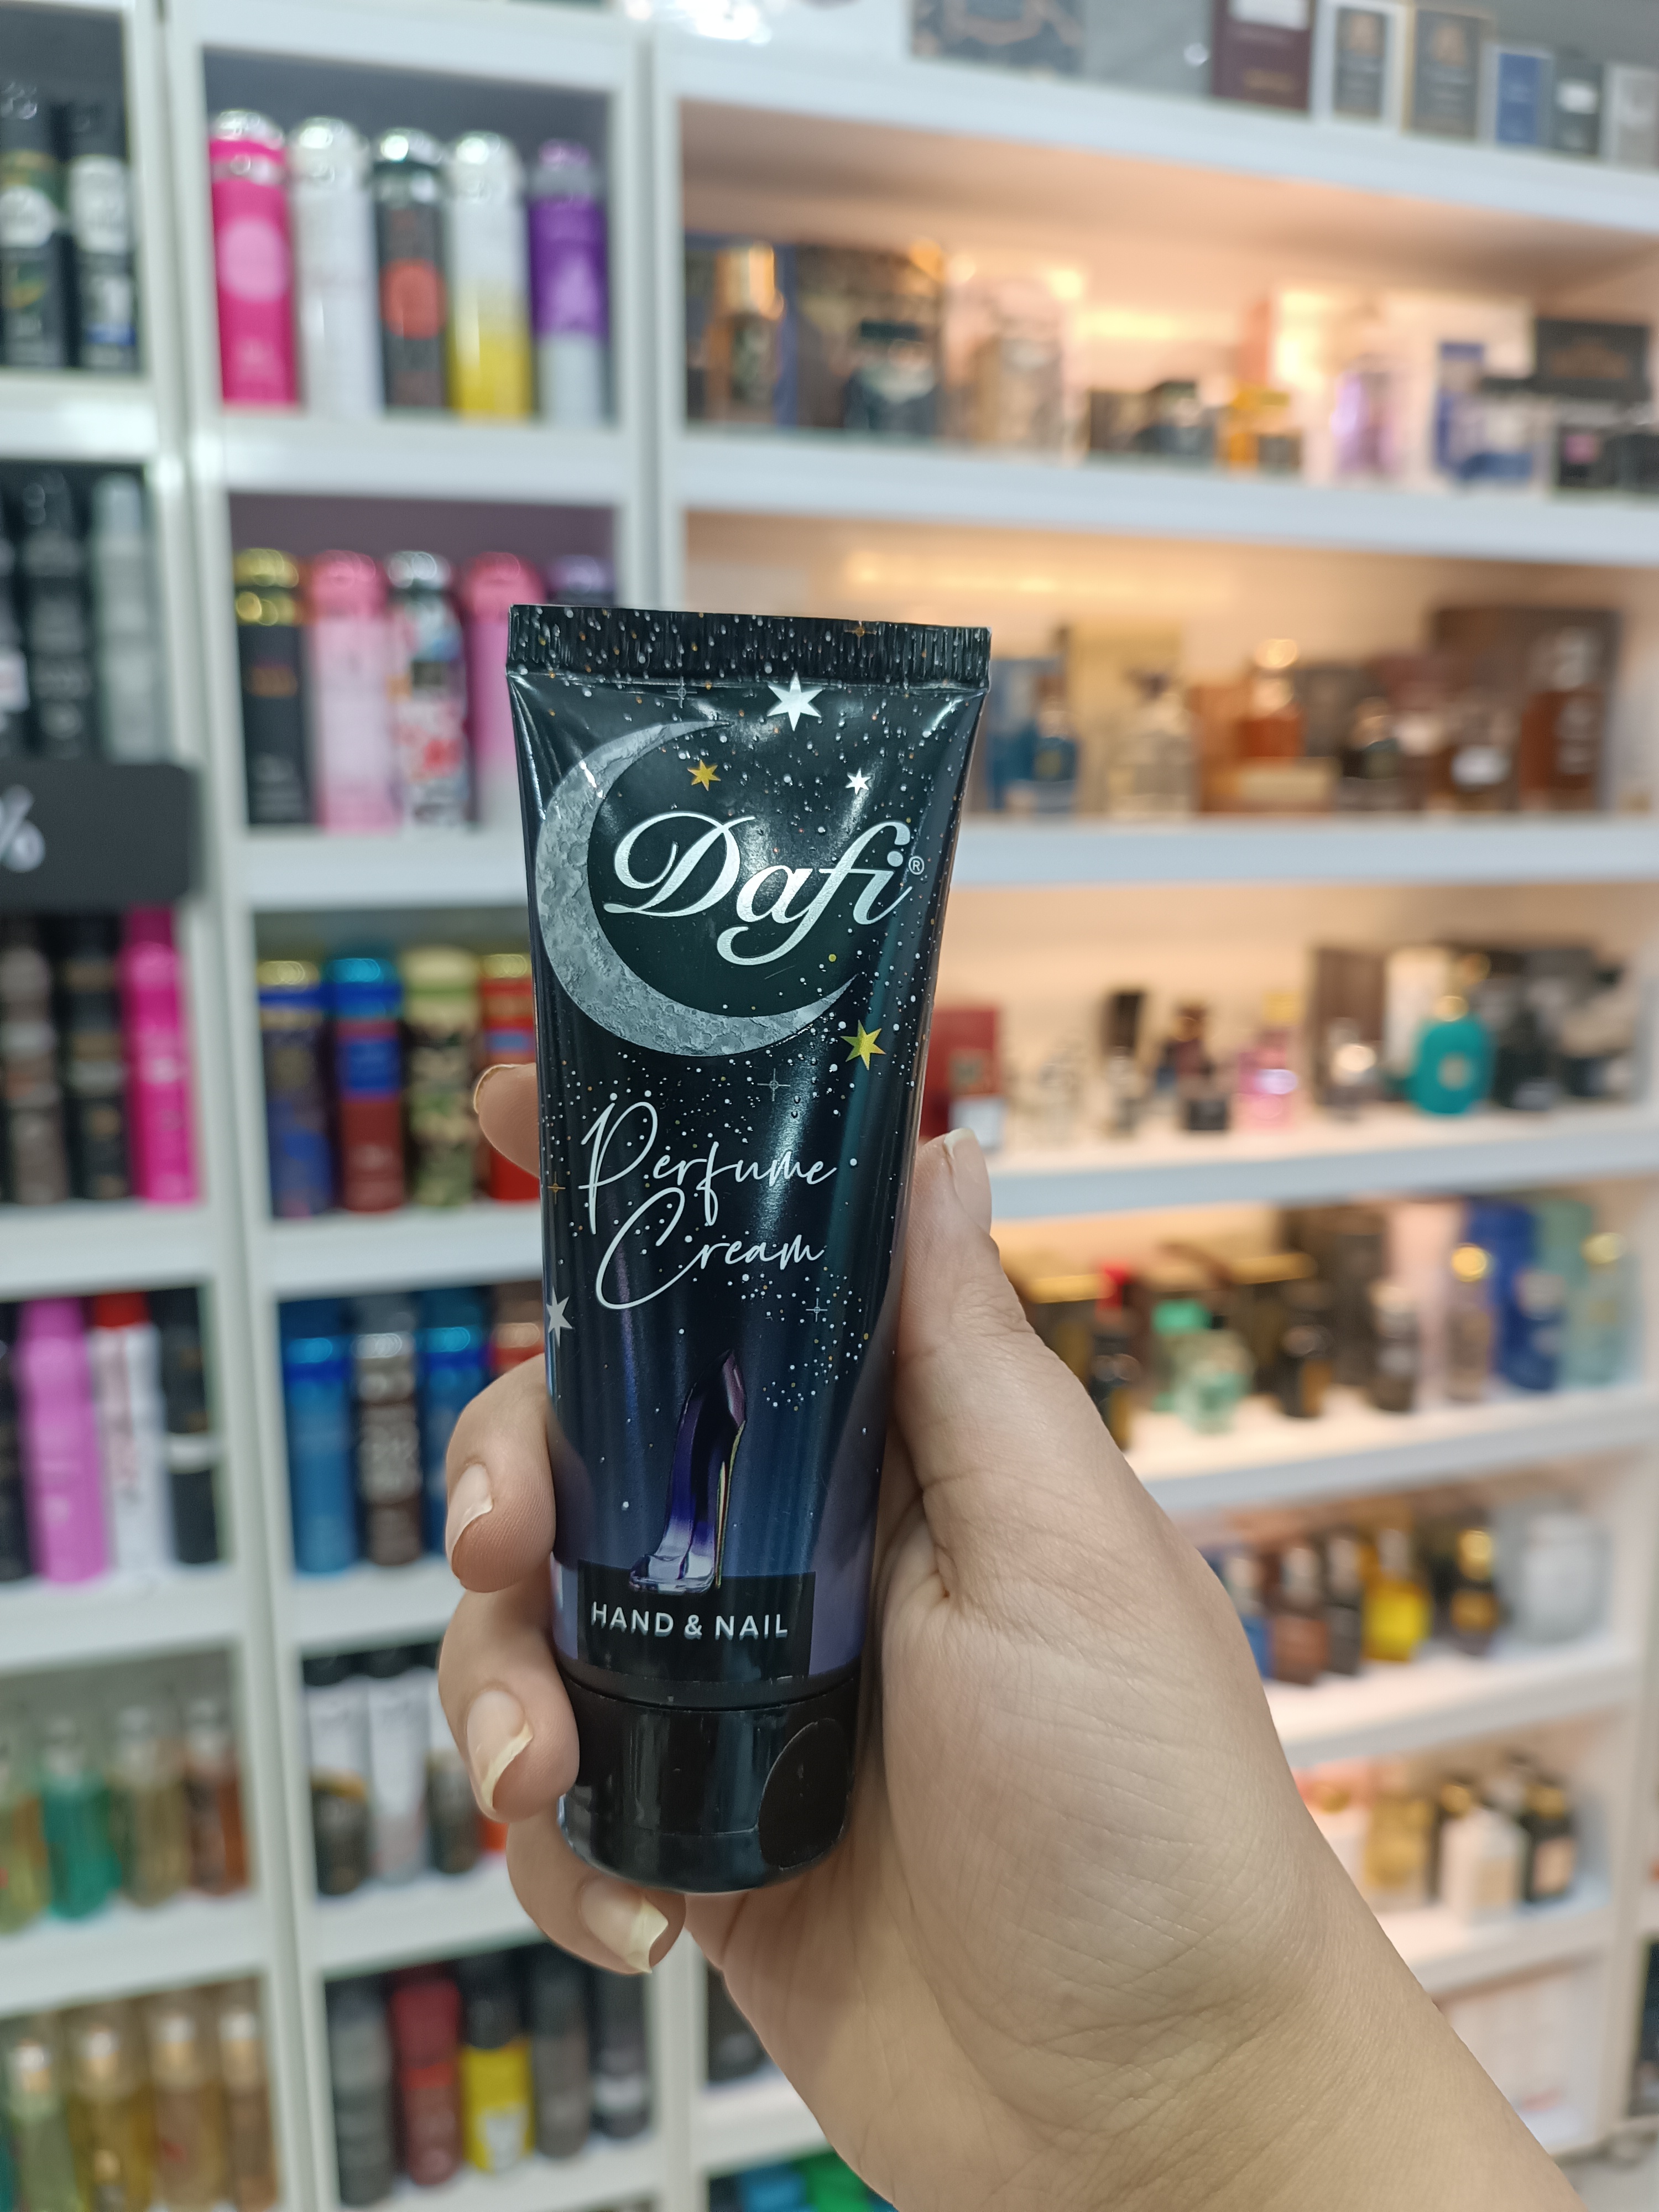 Dafi®
Perfume
Cream
HAND & NAIL
%